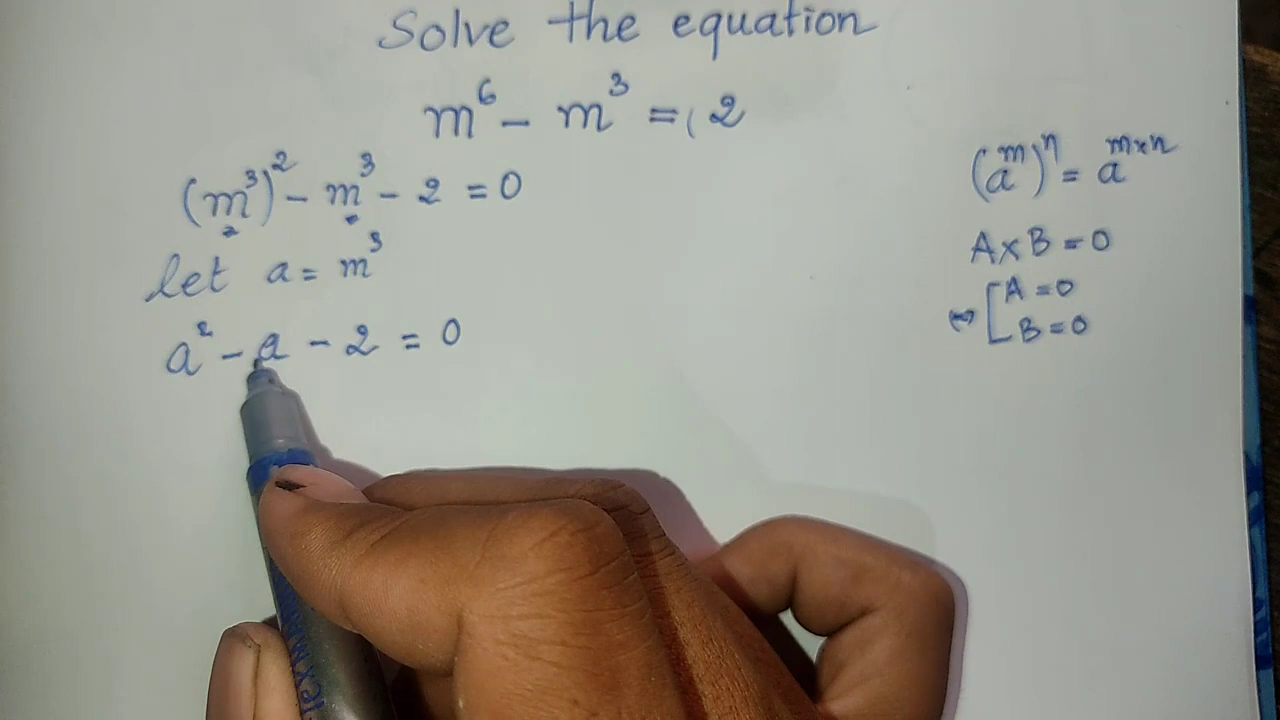 Solve the equation
m⁶ - m³ = 2
(m³)² - m³ - 2 = 0
let a = m³
a² - a - 2 = 0
(aᵐ)ⁿ = aᵐˣⁿ
A x B = 0
⇔ [A = 0
B = 0